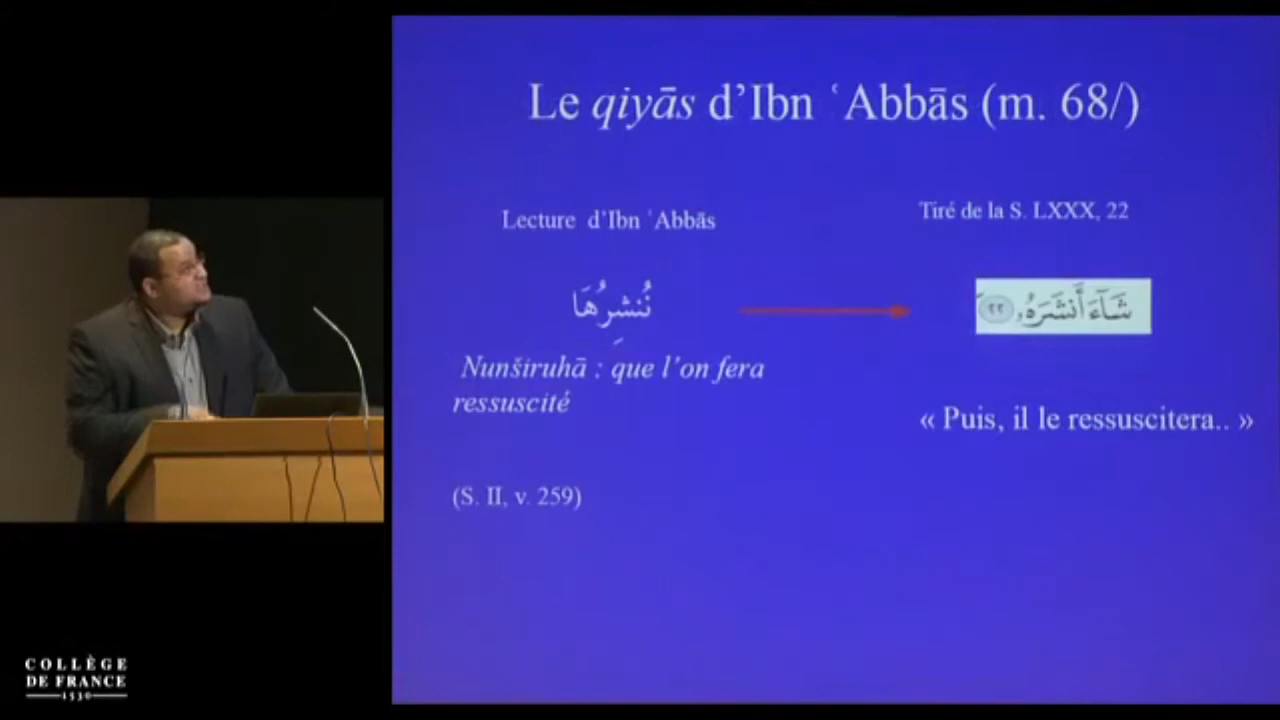 Le qiyās d’Ibn ʿAbbās (m. 68/)
Lecture d’Ibn ʿAbbās
Tiré de la S. LXXX, 22
نُنشِرُهَا
شَآءَ أَنشَرَهُۥ ٢٢
Nunširuhā : que l’on fera
ressuscité
« Puis, il le ressuscitera.. »
(S. II, v. 259)
COLLÈGE
DE FRANCE
1530